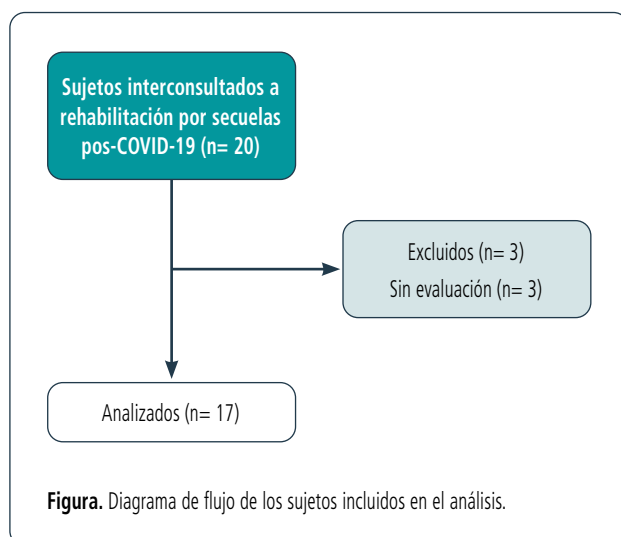 Sujetos interconsultados a
rehabilitación por secuelas
pos-COVID-19 (n= 20)
Excluidos (n= 3)
Sin evaluación (n= 3)
Analizados (n= 17)
Figura. Diagrama de flujo de los sujetos incluidos en el análisis.